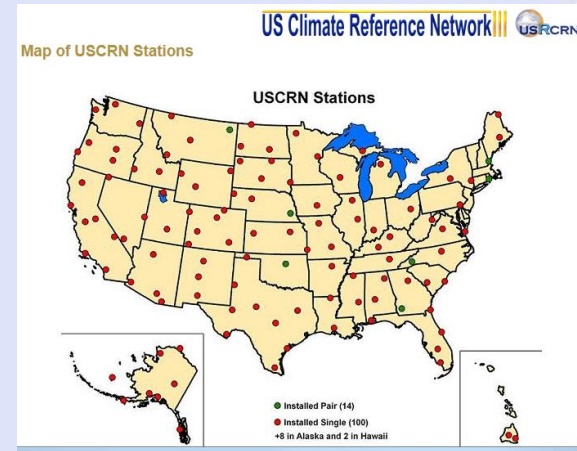 US Climate Reference Network
USRCRN
Map of USCRN Stations
USCRN Stations
Installed Pair (14)
Installed Single (100)
+8 in Alaska and 2 in Hawaii